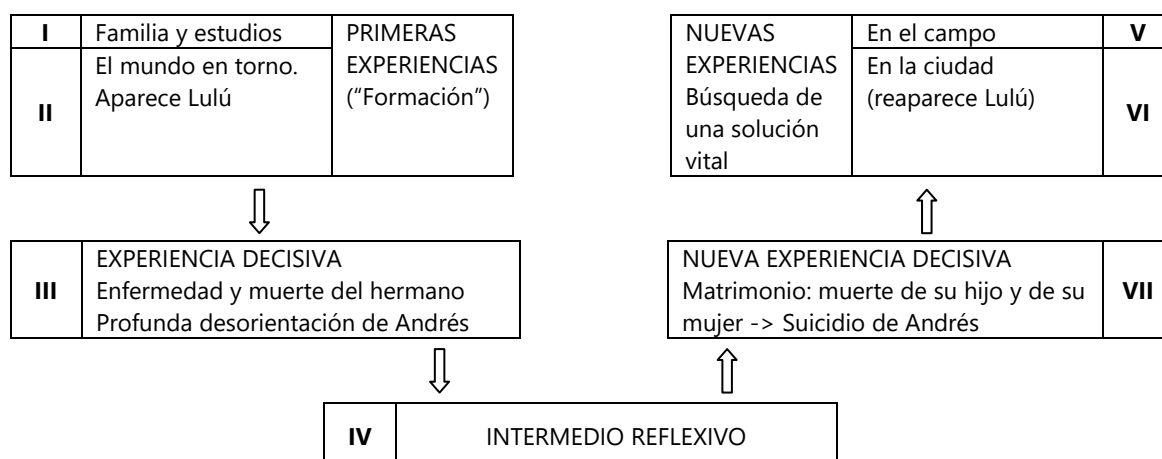 I
Familia y estudios
PRIMERAS
EXPERIENCIAS
(“Formación”)
II
El mundo en torno.
Aparece Lulú
NUEVAS
EXPERIENCIAS
Búsqueda de
una solución
vital
En el campo
V
En la ciudad
(reaparece Lulú)
VI
III
EXPERIENCIA DECISIVA
Enfermedad y muerte del hermano
Profunda desorientación de Andrés
NUEVA EXPERIENCIA DECISIVA
Matrimonio: muerte de su hijo y de su
mujer -> Suicidio de Andrés
VII
IV
INTERMEDIO REFLEXIVO